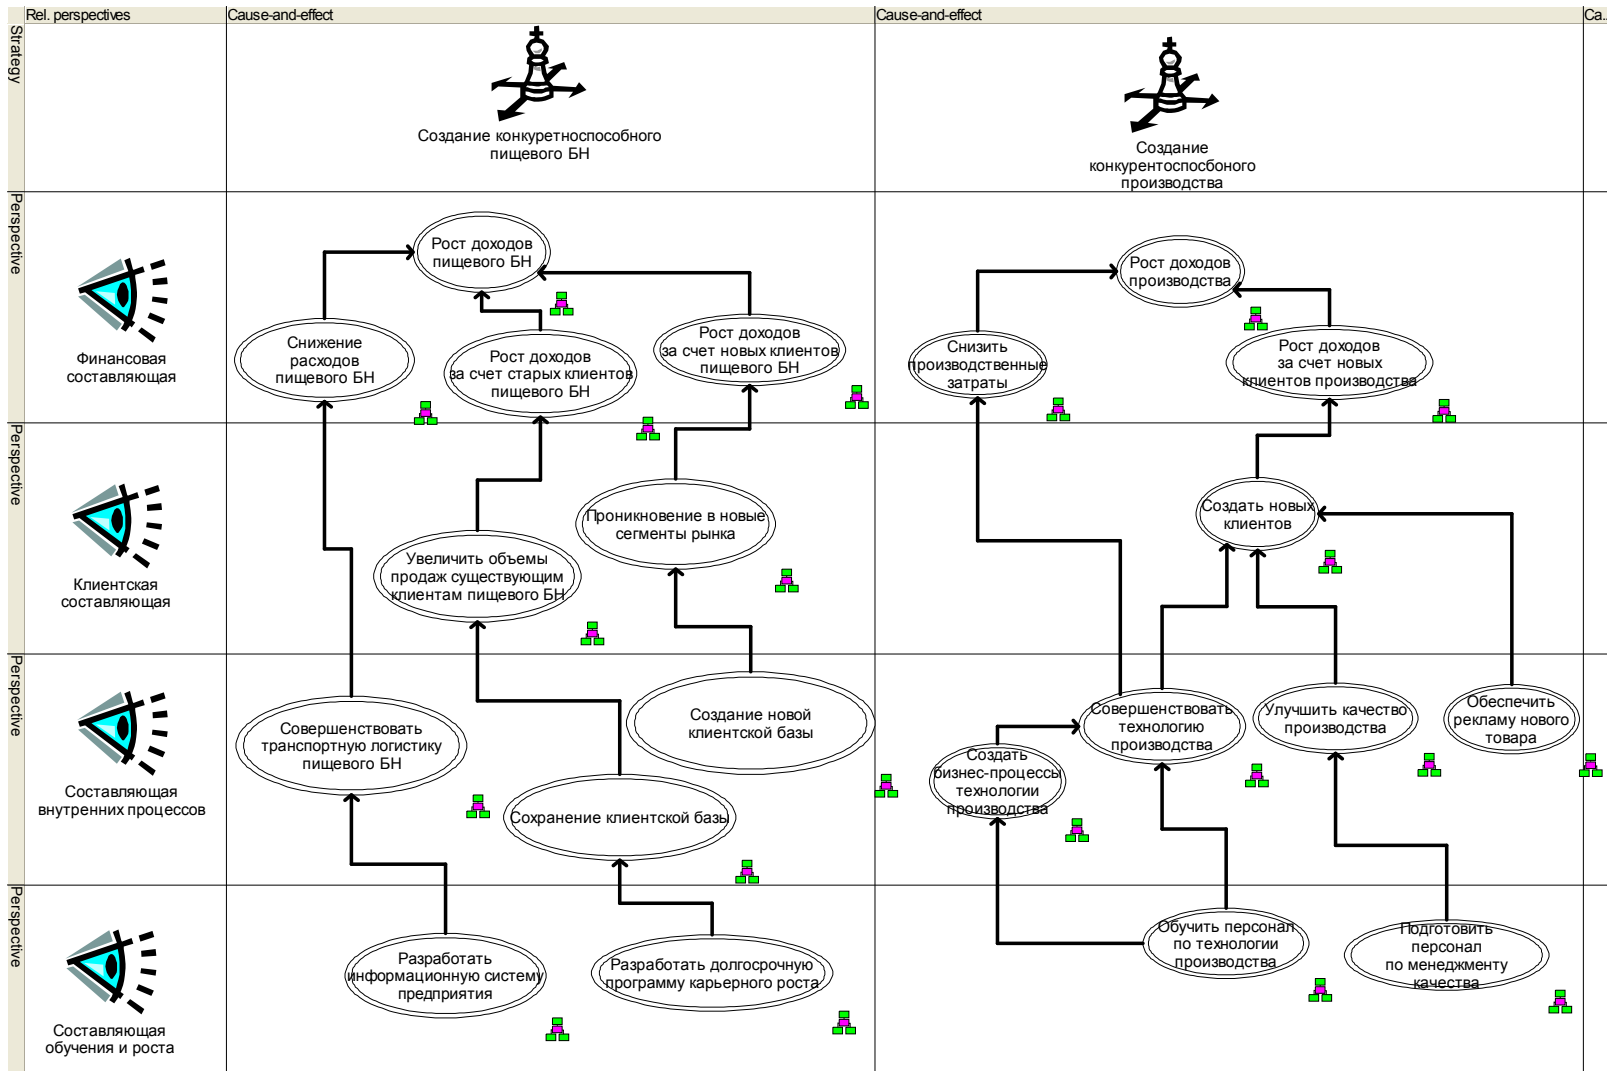 Rel. perspectives
Cause-and-effect
Cause-and-effect
Ca..
Strategy
Создание конкуретноспособного
пищевого БН
Создание
конкурентоспосбоного
производства
Perspective
Финансовая
составляющая
Рост доходов
пищевого БН
Снижение
расходов
пищевого БН
Рост доходов
за счет старых клиентов
пищевого БН
Рост доходов
за счет новых клиентов
пищевого БН
Рост доходов
производства
Снизить
производственные
затраты
Рост доходов
за счет новых
клиентов производства
Perspective
Клиентская
составляющая
Увеличить объемы
продаж существующим
клиентам пищевого БН
Проникновение в новые
сегменты рынка
Создать новых
клиентов
Perspective
Составляющая
внутренних процессов
Совершенствовать
транспортную логистику
пищевого БН
Сохранение клиентской базы
Создание новой
клиентской базы
Создать
бизнес-процессы
технологии
производства
Совершенствовать
технологию
производства
Улучшить качество
производства
Обеспечить
рекламу нового
товара
Perspective
Составляющая
обучения и роста
Разработать
информационную систему
предприятия
Разработать долгосрочную
программу карьерного роста
Обучить персонал
по технологии
производства
Подготовить
персонал
по менеджменту
качества